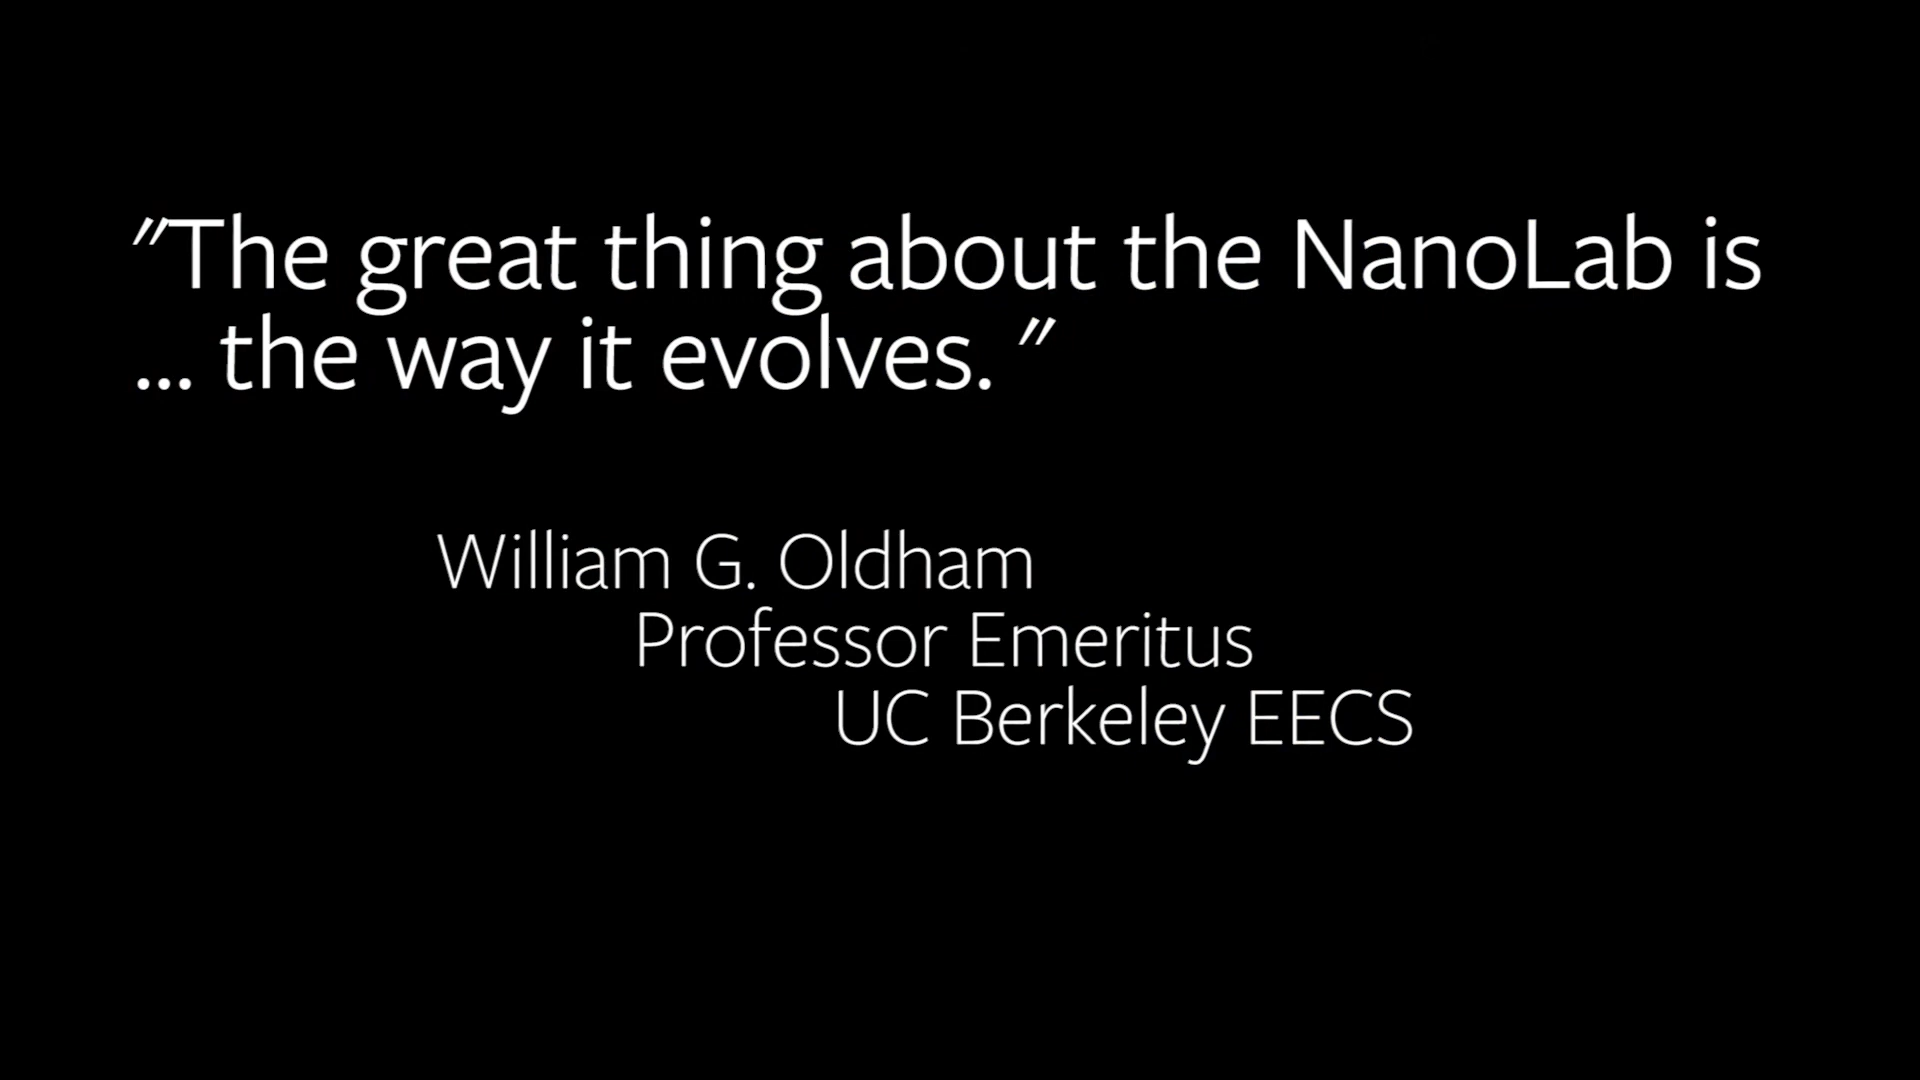 "The great thing about the NanoLab is
... the way it evolves. "
William G. Oldham
Professor Emeritus
UC Berkeley EECS